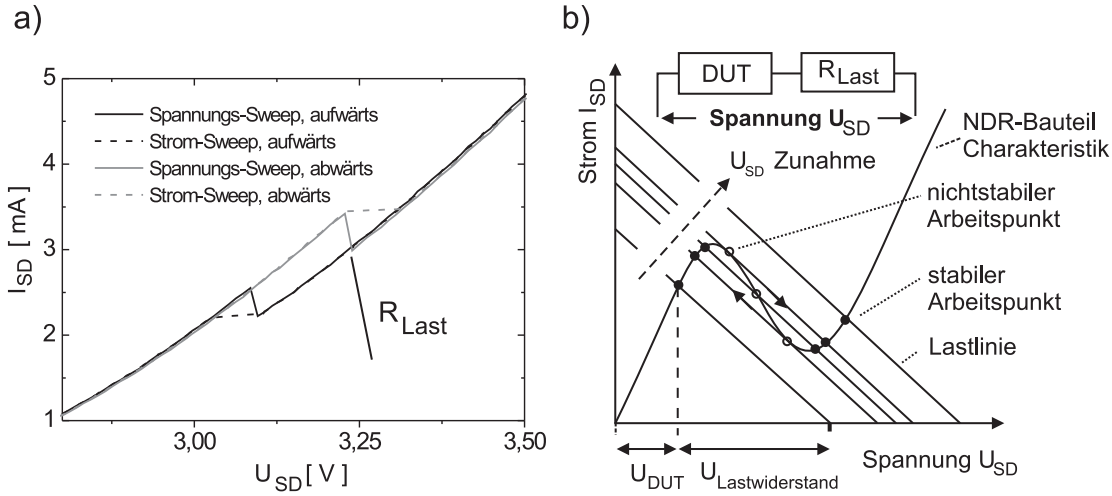 a)
5
4
3
2
1
I_SD [ mA]
Spannungs-Sweep, aufwärts
Strom-Sweep, aufwärts
Spannungs-Sweep, abwärts
Strom-Sweep, abwärts
R_Last
3,00
3,25
3,50
U_SD [ V ]
b)
Strom I_SD
DUT
R_Last
Spannung U_SD
U_SD Zunahme
NDR-Bauteil
Charakteristik
nichtstabiler
Arbeitspunkt
stabiler
Arbeitspunkt
Lastlinie
U_DUT
U_Lastwiderstand
Spannung U_SD